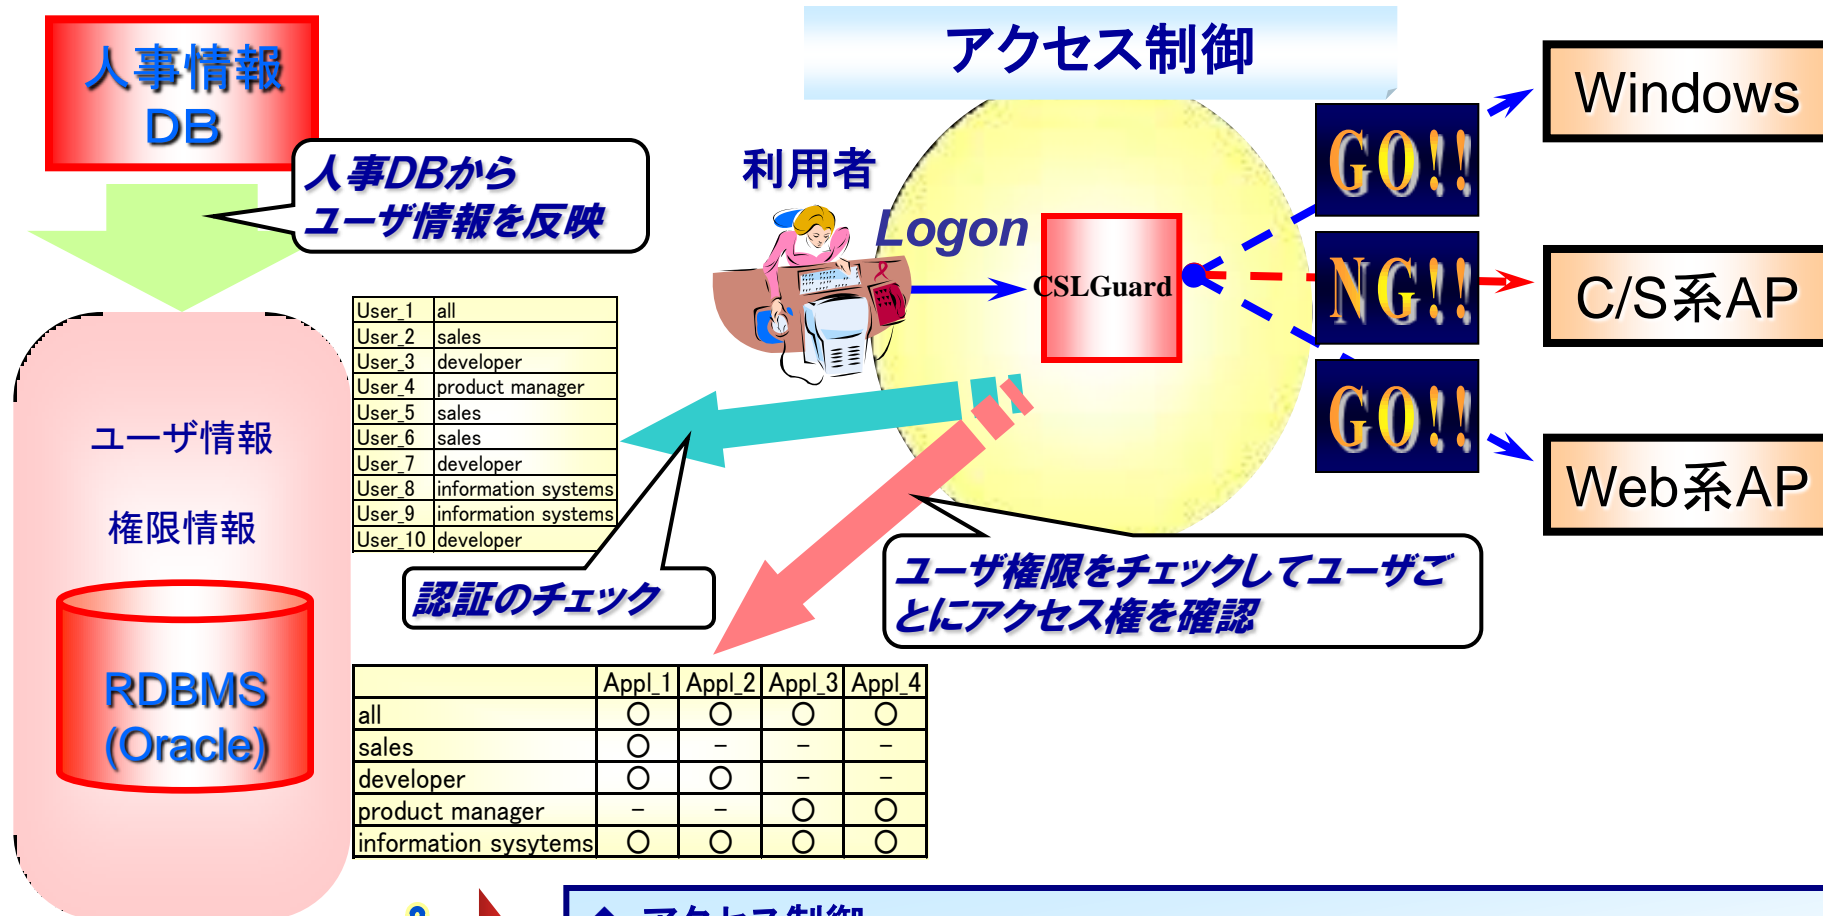 アクセス制御
人事情報
DB
人事DBから
ユーザ情報を反映
利用者
Logon
CSLGuard
GO!!
NG!!
GO!!
Windows
C/S系AP
Web系AP
User_1 all
User_2 sales
User_3 developer
User_4 product manager
User_5 sales
User_6 sales
User_7 developer
User_8 information systems
User_9 information systems
User_10 developer
ユーザ情報
権限情報
RDBMS
(Oracle)
認証のチェック
ユーザ権限をチェックしてユーザご
とにアクセス権を確認
Appl_1 Appl_2 Appl_3 Appl_4
all ○ ○ ○ ○
sales ○ － － －
developer ○ ○ － －
product manager － － ○ ○
information sysytems ○ ○ ○ ○
◆ アクセス制御